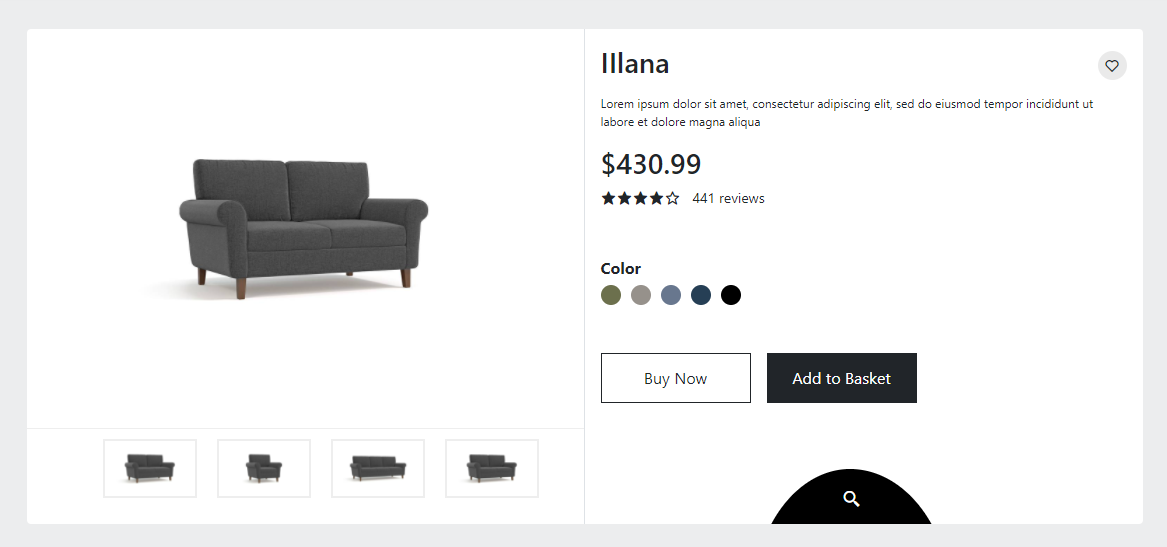 Illana
Lorem ipsum dolor sit amet, consectetur adipiscing elit, sed do eiusmod tempor incididunt ut
labore et dolore magna aliqua
$430.99
441 reviews
Color
Buy Now
Add to Basket